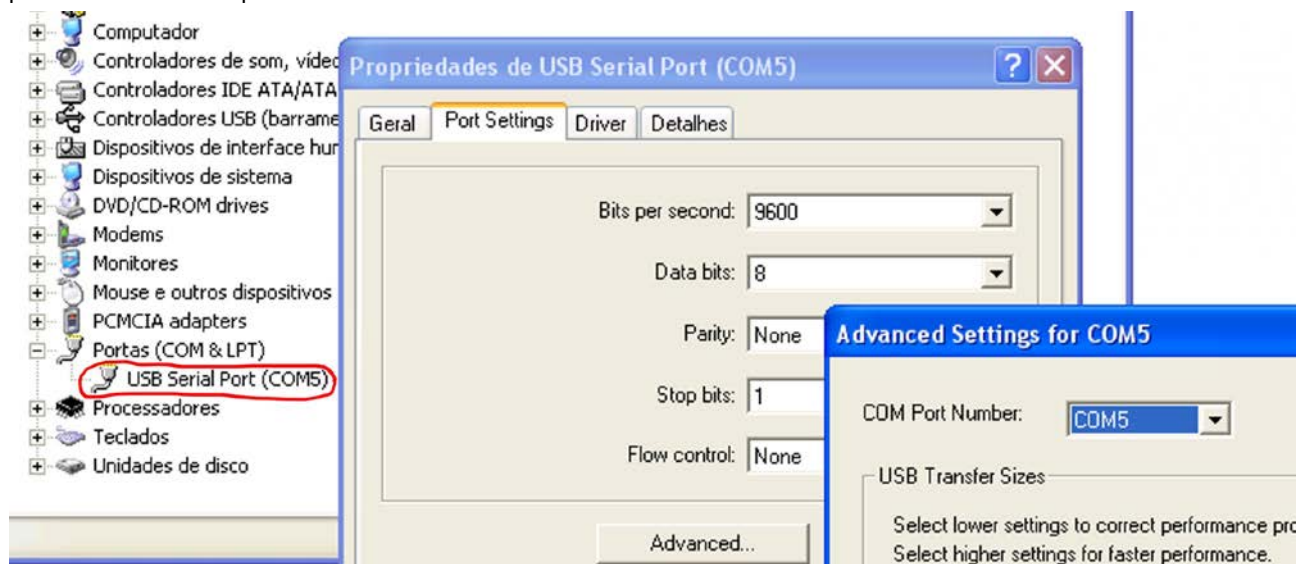 Computador
Controladores de som, vídeo
Controladores IDE ATA/ATA
Controladores USB (barrame
Dispositivos de interface hur
Dispositivos de sistema
DVD/CD-ROM drives
Modems
Monitores
Mouse e outros dispositivos
PCMCIA adapters
Portas (COM & LPT)
USB Serial Port (COM5)
Processadores
Teclados
Unidades de disco
Propriedades de USB Serial Port (COM5)
Geral Port Settings Driver Detalhes
Bits per second: 9600
Data bits: 8
Parity: None
Stop bits: 1
Flow control: None
Advanced...
Advanced Settings for COM5
COM Port Number: COM5
USB Transfer Sizes
Select lower settings to correct performance pro
Select higher settings for faster performance.